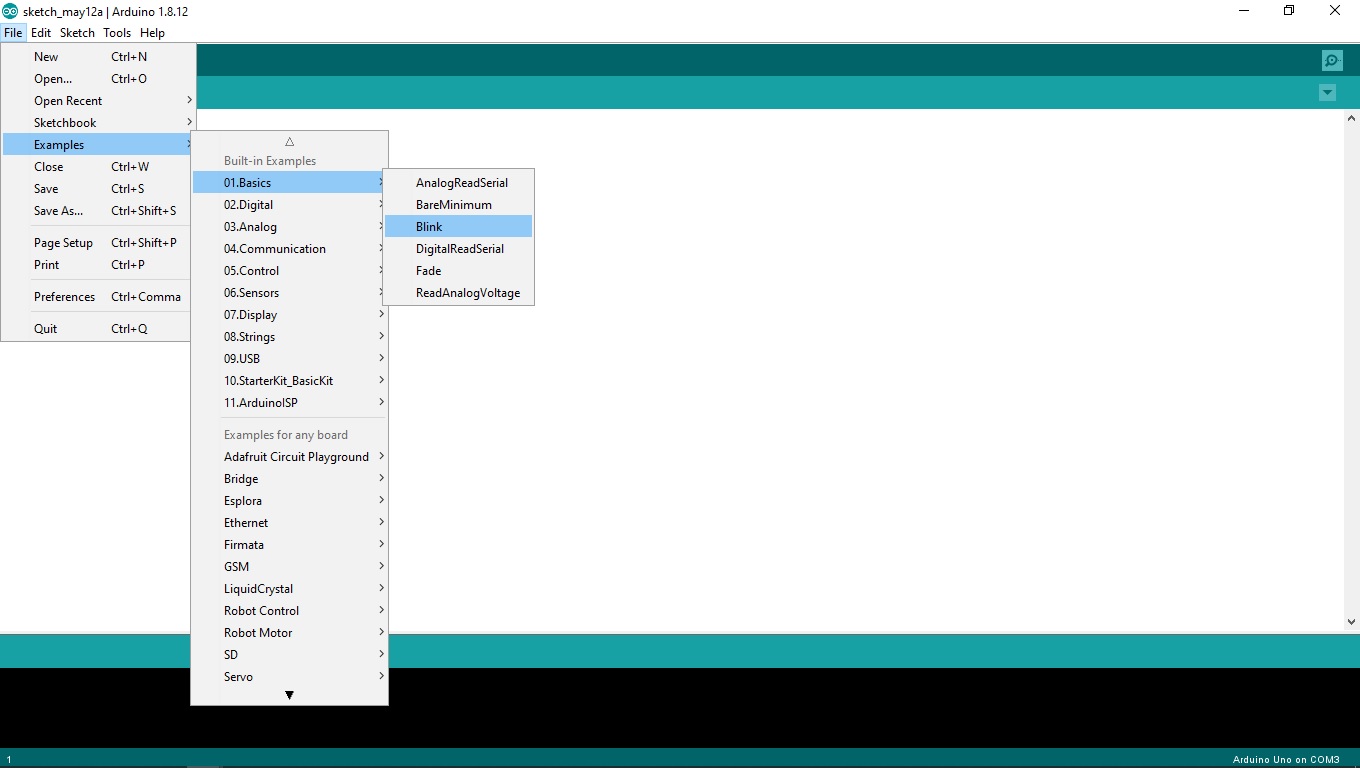 sketch_may12a | Arduino 1.8.12
File Edit Sketch Tools Help
New Ctrl+N
Open... Ctrl+O
Open Recent
Sketchbook
Examples
Close Ctrl+W
Save Ctrl+S
Save As... Ctrl+Shift+S
Page Setup Ctrl+Shift+P
Print Ctrl+P
Preferences Ctrl+Comma
Quit Ctrl+Q
Built-in Examples
01.Basics
02.Digital
03.Analog
04.Communication
05.Control
06.Sensors
07.Display
08.Strings
09.USB
10.StarterKit_BasicKit
11.ArduinoISP
Examples for any board
Adafruit Circuit Playground
Bridge
Esplora
Ethernet
Firmata
GSM
LiquidCrystal
Robot Control
Robot Motor
SD
Servo
AnalogReadSerial
BareMinimum
Blink
DigitalReadSerial
Fade
ReadAnalogVoltage
1 Arduino Uno on COM3